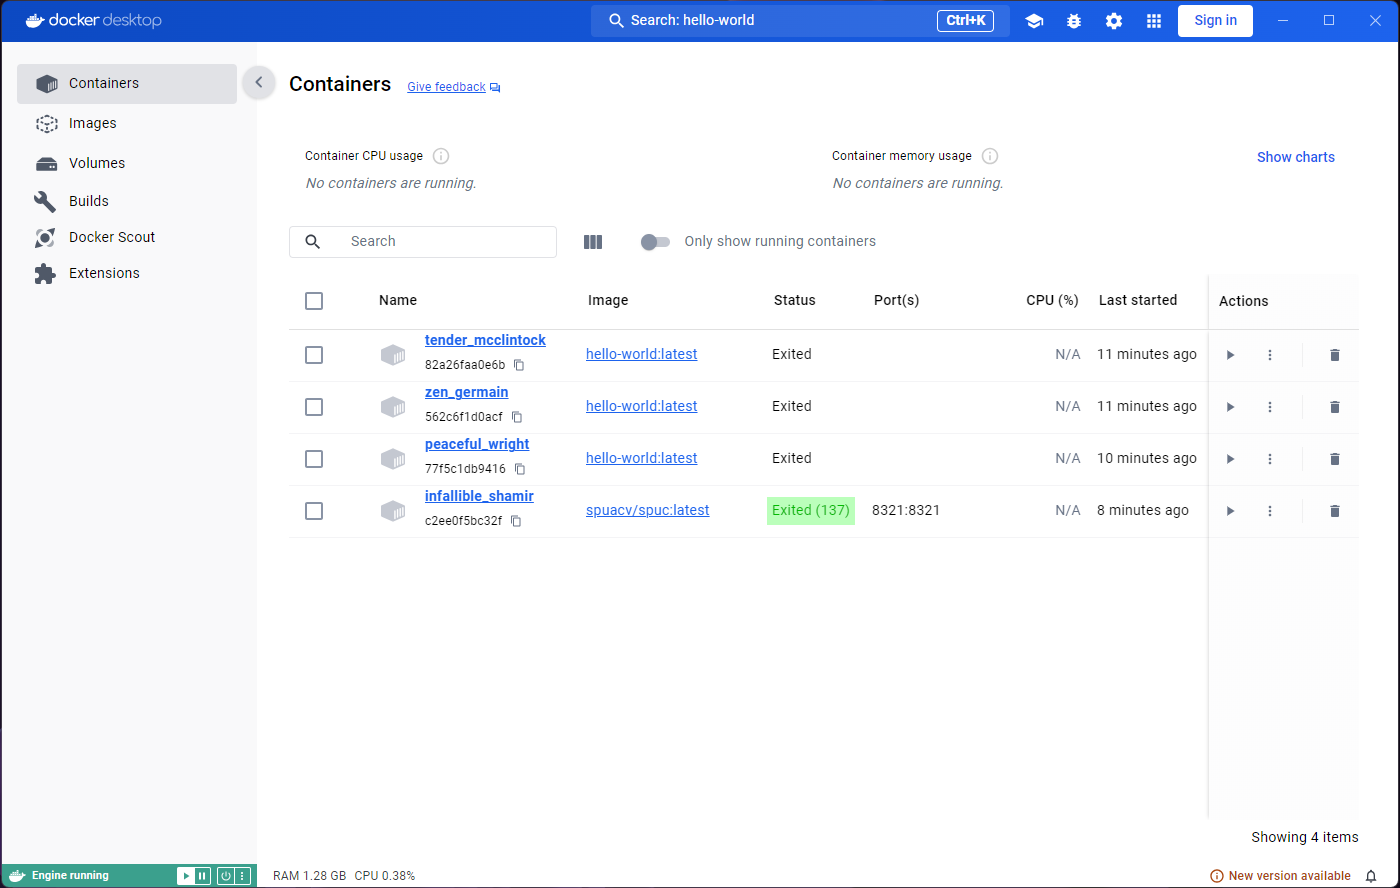 docker desktop
Search: hello-world
Ctrl+K
Sign in
Containers
Images
Volumes
Builds
Docker Scout
Extensions
Containers Give feedback
Container CPU usage
No containers are running.
Container memory usage
No containers are running.
Show charts
Search
Only show running containers
Name Image Status Port(s) CPU (%) Last started Actions
tender_mcclintock
82a26faa0e6b
hello-world:latest Exited N/A 11 minutes ago
zen_germain
562c6f1d0acf
hello-world:latest Exited N/A 11 minutes ago
peaceful_wright
77f5c1db9416
hello-world:latest Exited N/A 10 minutes ago
infallible_shamir
c2ee0f5bc32f
spuacv/spuc:latest Exited (137) 8321:8321 N/A 8 minutes ago
Showing 4 items
Engine running
RAM 1.28 GB CPU 0.38%
New version available